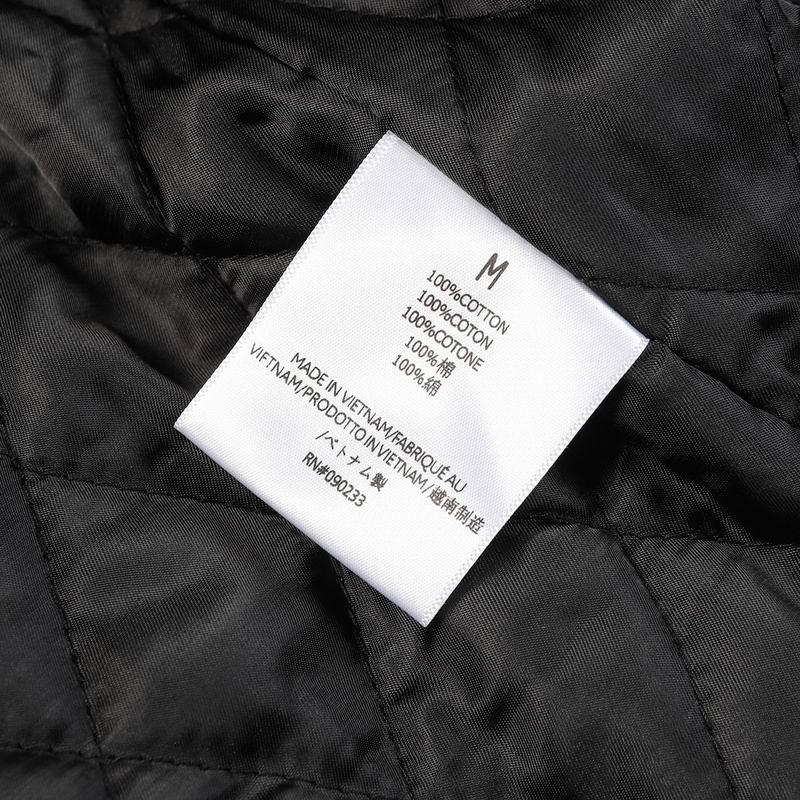 M
100%COTTON
100%COTON
100%COTONE
100%棉
100%綿
MADE IN VIETNAM/FABRIQUÉ AU
VIETNAM/PRODOTTO IN VIETNAM/越南制造
/ベトナム製
RN#090233